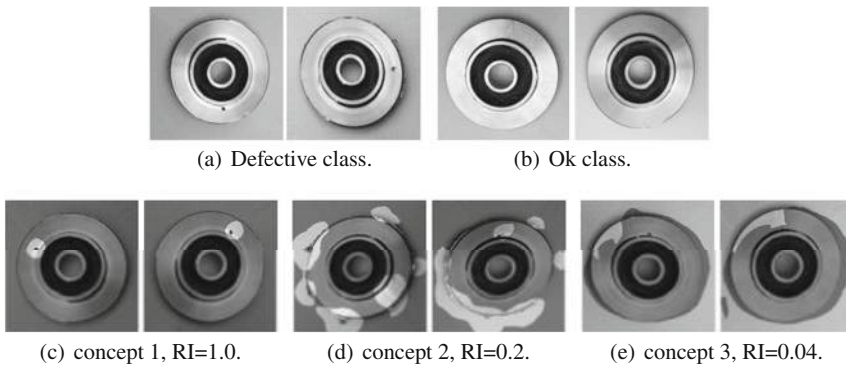 (a) Defective class.
(b) Ok class.
(c) concept 1, RI=1.0.
(d) concept 2, RI=0.2.
(e) concept 3, RI=0.04.